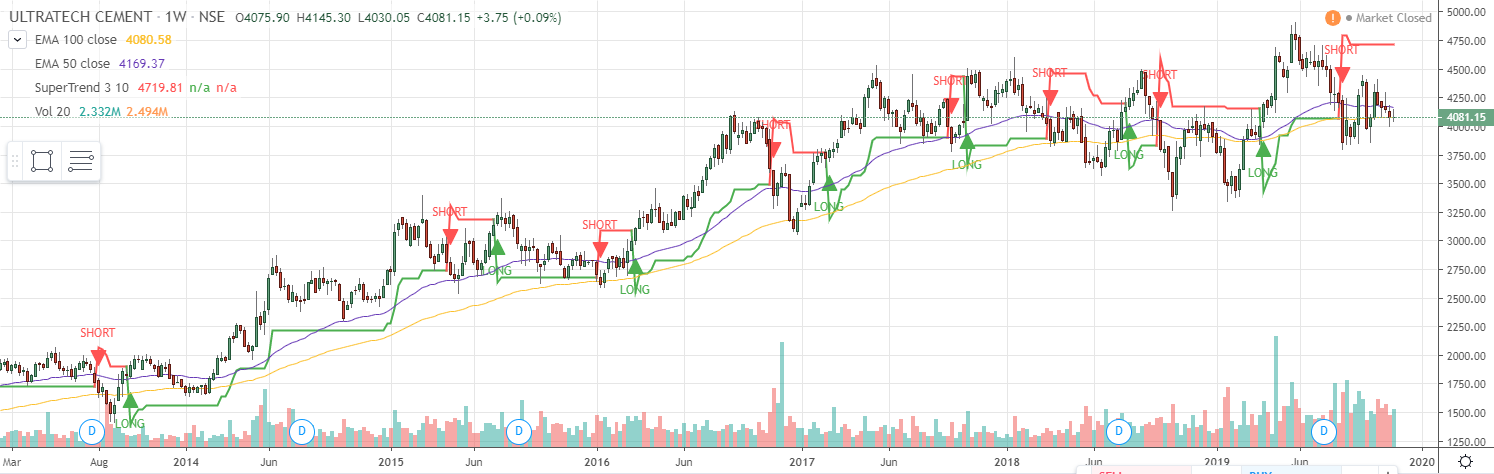 ULTRATECH CEMENT · 1W · NSE O4075.90 H4145.30 L4030.05 C4081.15 +3.75 (+0.09%)
! Market Closed
EMA 100 close 4080.58
EMA 50 close 4169.37
SuperTrend 3 10 4719.81 n/a n/a
Vol 20 2.332M 2.494M
5000.00
4750.00
4500.00
4250.00
4081.15
4000.00
3750.00
3500.00
3250.00
3000.00
2750.00
2500.00
2250.00
2000.00
1750.00
1500.00
1250.00
SHORT
LONG
SHORT
ONG
SHORT
LONG
SHORT
LONG
SHORT
LONG
SHORT
LONG
SHORT
LONG
SHORT
D
D
D
D
D
Mar Aug 2014 Jun 2015 Jun 2016 Jun 2017 Jun 2018 Jun 2019 Jun 2020
SELL BUY